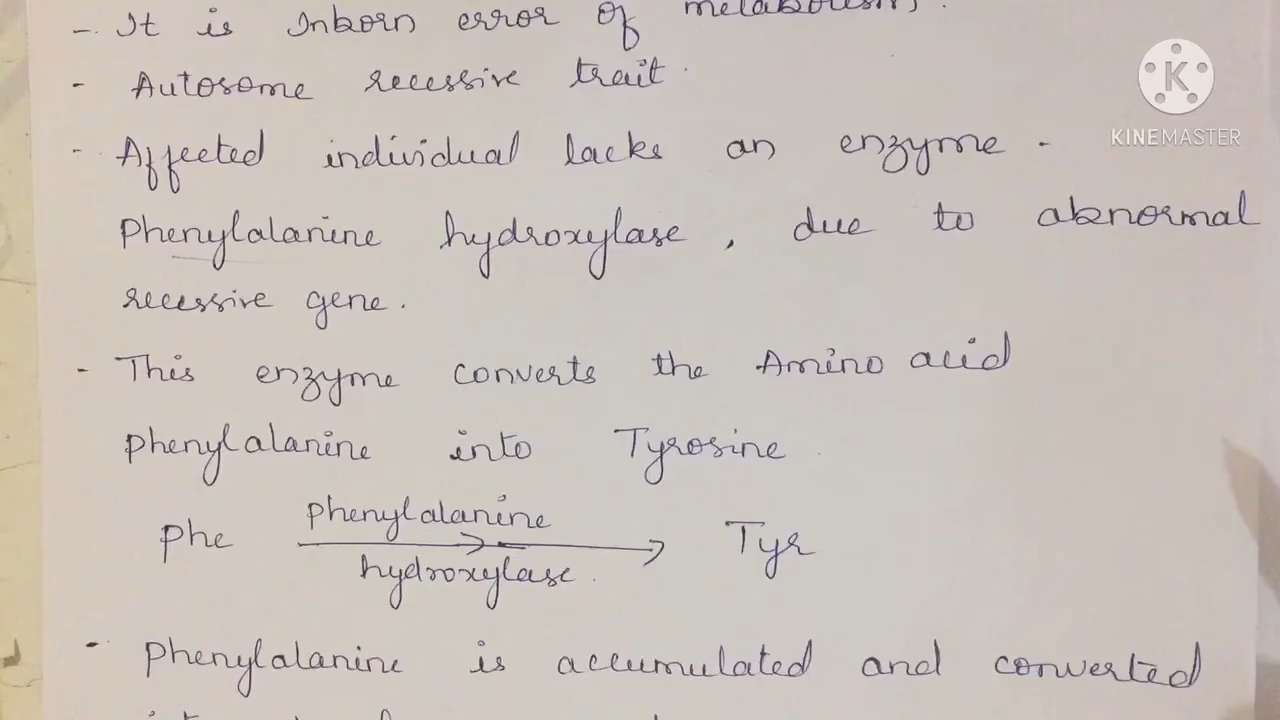 - It is Inborn error of metabolism.
- Autosome recessive trait.
- Affected individual lacks an enzyme -
Phenylalanine hydroxylase, due to abnormal
recessive gene.
- This enzyme converts the Amino acid
phenylalanine into Tyrosine
phenylalanine
Phe → Tyr
hydroxylase.
- Phenylalanine is accumulated and converted
K
KINEMASTER